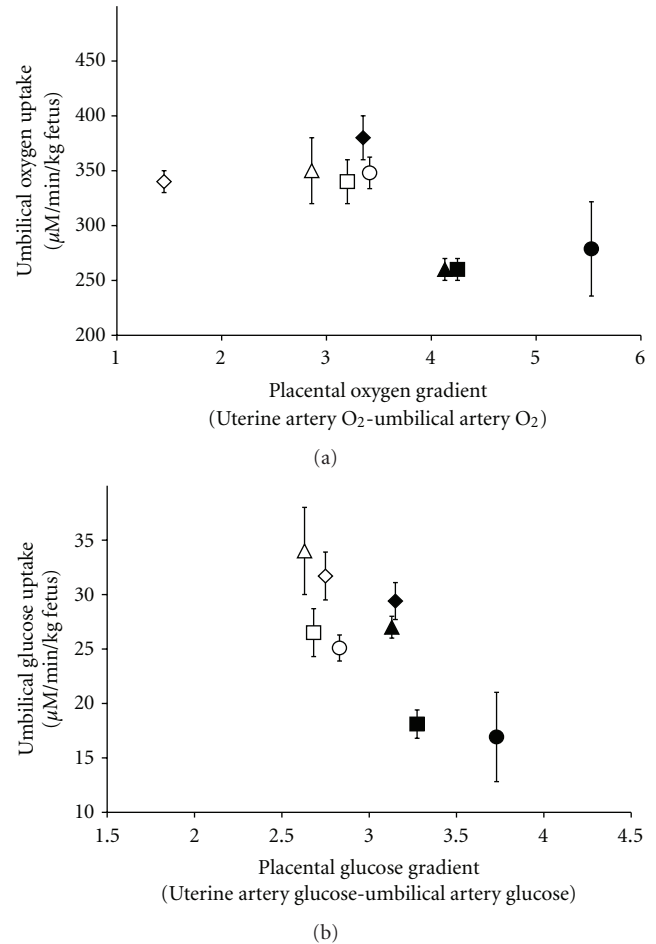 Umbilical oxygen uptake
(μM/min/kg fetus)
450
400
350
300
250
200
1 2 3 4 5 6
Placental oxygen gradient
(Uterine artery O₂-umbilical artery O₂)
(a)
Umbilical glucose uptake
(μM/min/kg fetus)
35
30
25
20
15
10
1.5 2 2.5 3 3.5 4 4.5
Placental glucose gradient
(Uterine artery glucose-umbilical artery glucose)
(b)